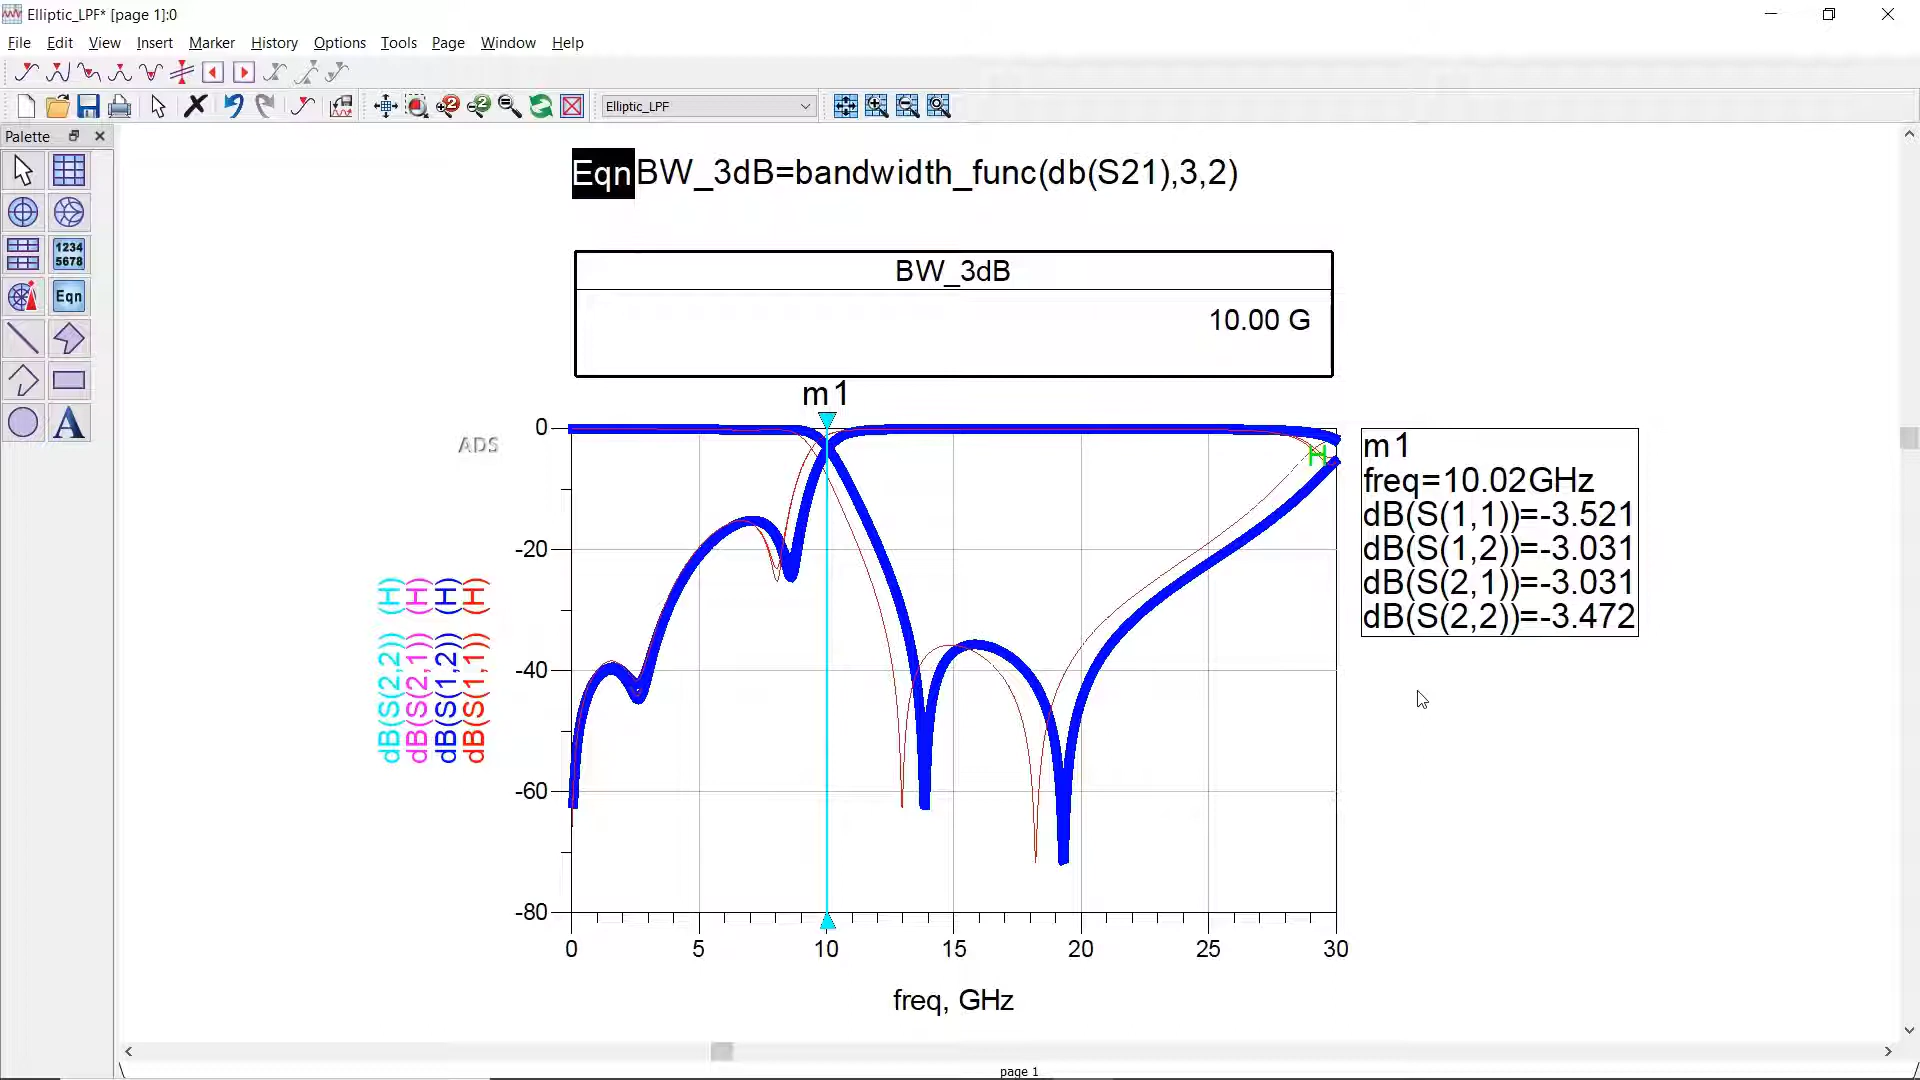 Elliptic_LPF* [page 1]:0
File Edit View Insert Marker History Options Tools Page Window Help
Elliptic_LPF
Palette
1234
5678
Eqn
A
Eqn BW_3dB=bandwidth_func(db(S21),3,2)
BW_3dB
10.00 G
m1
ADS
H
0
-20
-40
-60
-80
dB(S(2,2)) (H)
dB(S(2,1)) (H)
dB(S(1,2)) (H)
dB(S(1,1)) (H)
0 5 10 15 20 25 30
freq, GHz
m1
freq=10.02GHz
dB(S(1,1))=-3.521
dB(S(1,2))=-3.031
dB(S(2,1))=-3.031
dB(S(2,2))=-3.472
page 1